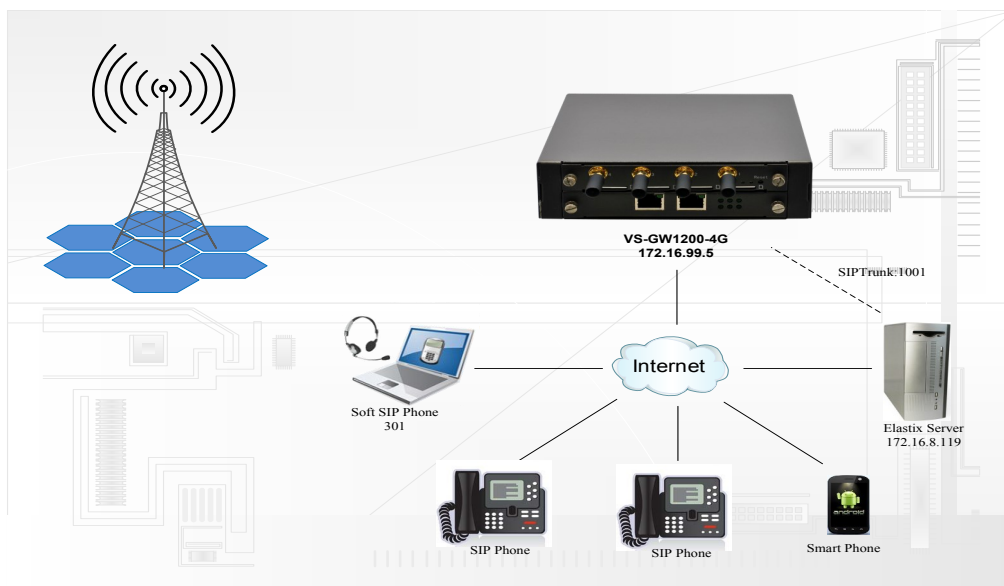 Reset
VS-GW1200-4G
172.16.99.5
SIPTrunk:1001
Internet
Soft SIP Phone
301
Elastix Server
172.16.8.119
android
SIP Phone
SIP Phone
Smart Phone